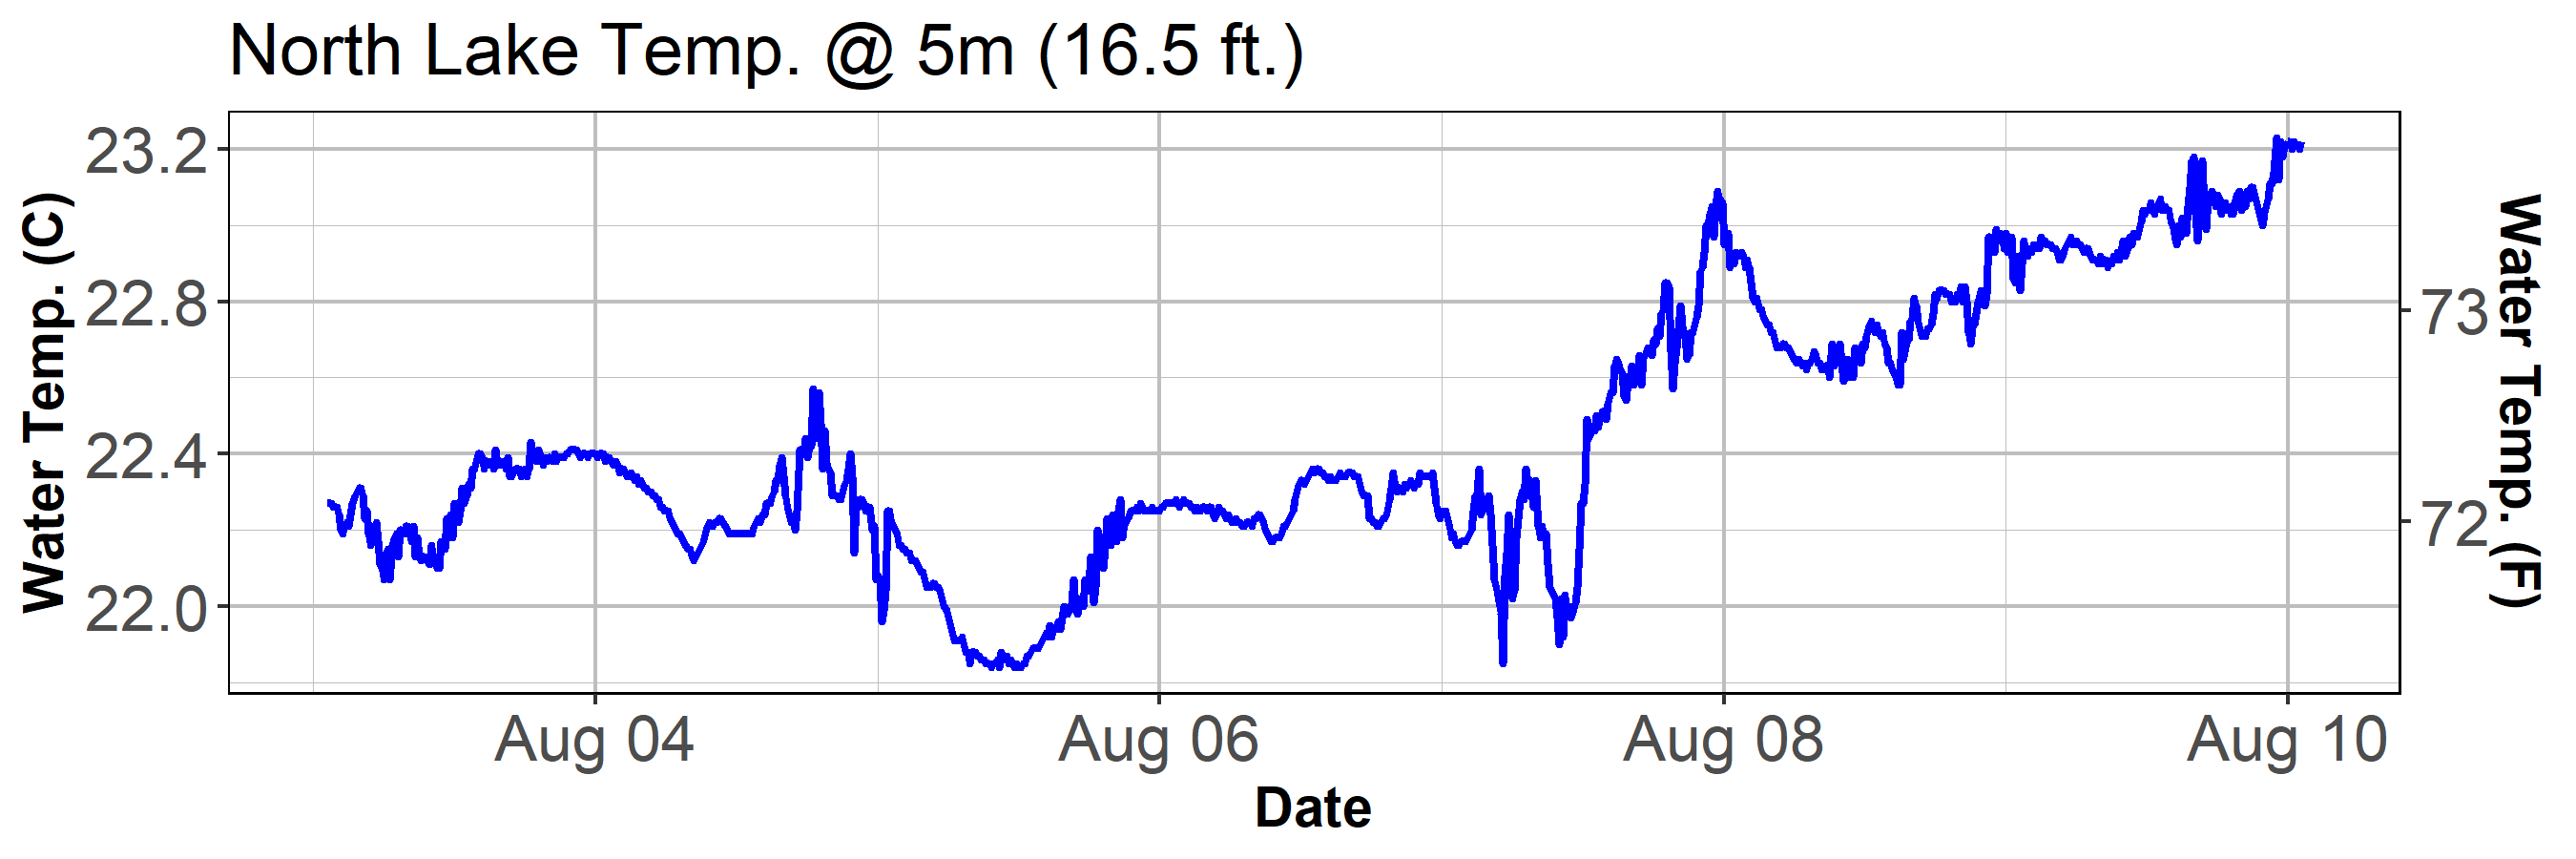 North Lake Temp. @ 5m (16.5 ft.)
Water Temp. (C)
23.2
22.8
22.4
22.0
73
72
Water Temp. (F)
Aug 04 Aug 06 Aug 08 Aug 10
Date